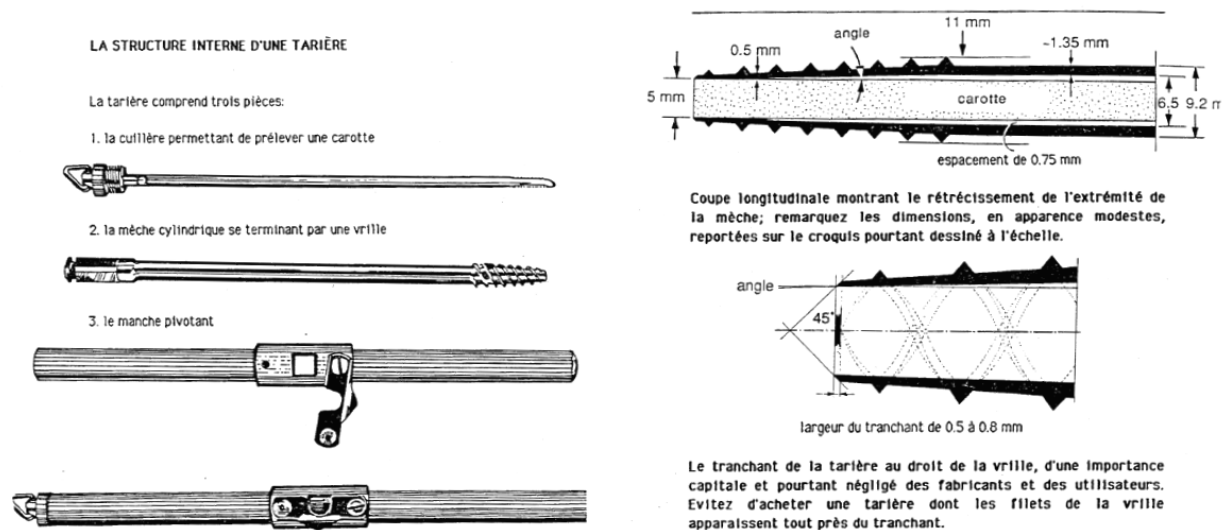 LA STRUCTURE INTERNE D'UNE TARIÈRE
La tarière comprend trois pièces:
1. la cuillère permettant de prélever une carotte
2. la mèche cylindrique se terminant par une vrille
3. le manche pivotant
11 mm
angle
0.5 mm
~1.35 mm
5 mm
carotte
6.5
9.2 m
espacement de 0.75 mm
Coupe longitudinale montrant le rétrécissement de l'extrémité de
la mèche; remarquez les dimensions, en apparence modestes,
reportées sur le croquis pourtant dessiné à l'échelle.
angle
45°
largeur du tranchant de 0.5 à 0.8 mm
Le tranchant de la tarière au droit de la vrille, d'une importance
capitale et pourtant négligé des fabricants et des utilisateurs.
Evitez d'acheter une tarière dont les filets de la vrille
apparaissent tout près du tranchant.